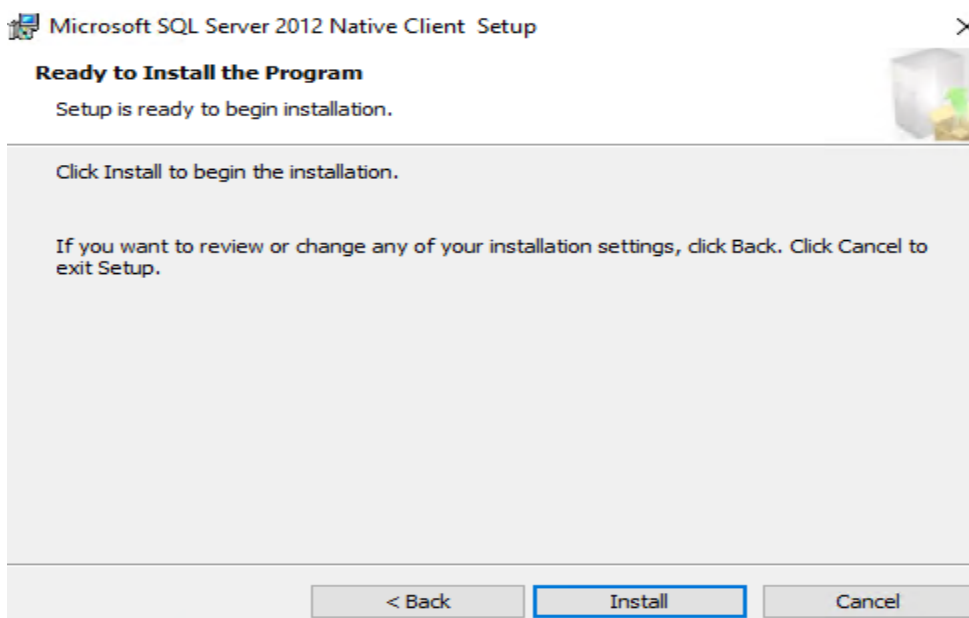 Microsoft SQL Server 2012 Native Client  Setup
Ready to Install the Program
Setup is ready to begin installation.
Click Install to begin the installation.
If you want to review or change any of your installation settings, click Back. Click Cancel to
exit Setup.
< Back
Install
Cancel